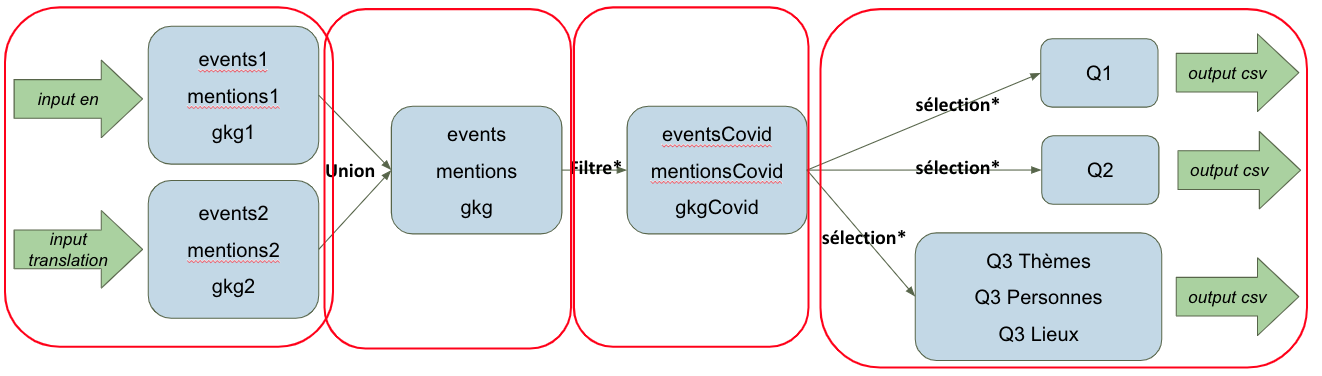 input en
events1
mentions1
gkg1
input
translation
events2
mentions2
gkg2
Union
events
mentions
gkg
Filtre*
eventsCovid
mentionsCovid
gkgCovid
sélection*
sélection*
sélection*
Q1
output csv
Q2
output csv
Q3 Thèmes
Q3 Personnes
Q3 Lieux
output csv